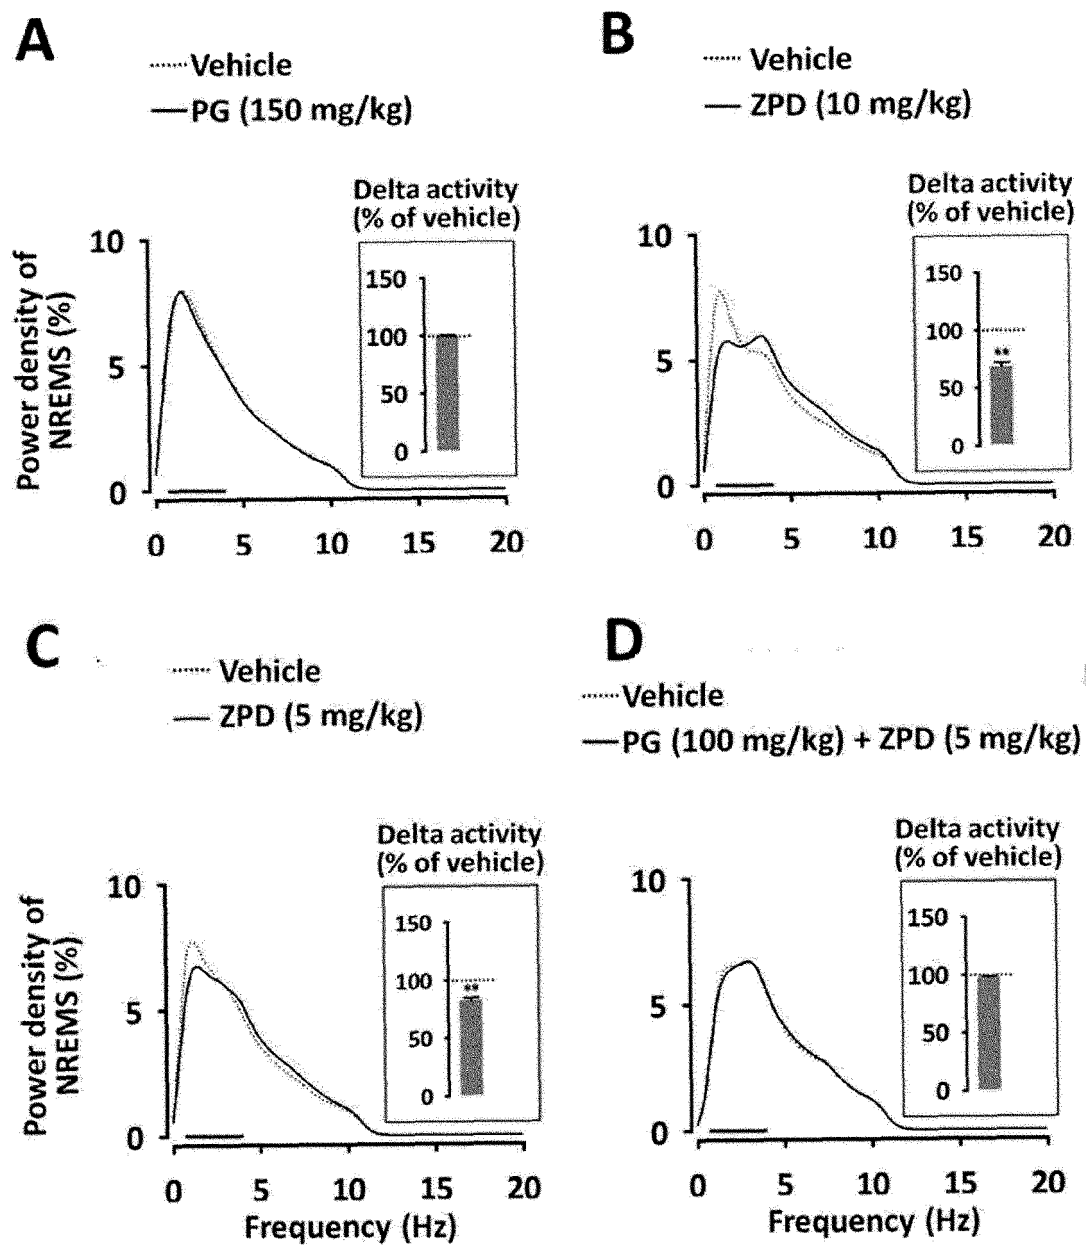 A
Vehicle
PG (150 mg/kg)
Delta activity
(% of vehicle)
150
100
50
0
Power density of
NREMS (%)
10
5
0
0 5 10 15 20
B
Vehicle
ZPD (10 mg/kg)
Delta activity
(% of vehicle)
150
100
**
50
0
10
5
0
0 5 10 15 20
C
Vehicle
ZPD (5 mg/kg)
Delta activity
(% of vehicle)
150
100
**
50
0
Power density of
NREMS (%)
10
5
0
0 5 10 15 20
Frequency (Hz)
D
Vehicle
PG (100 mg/kg) + ZPD (5 mg/kg)
Delta activity
(% of vehicle)
150
100
50
0
10
5
0
0 5 10 15 20
Frequency (Hz)